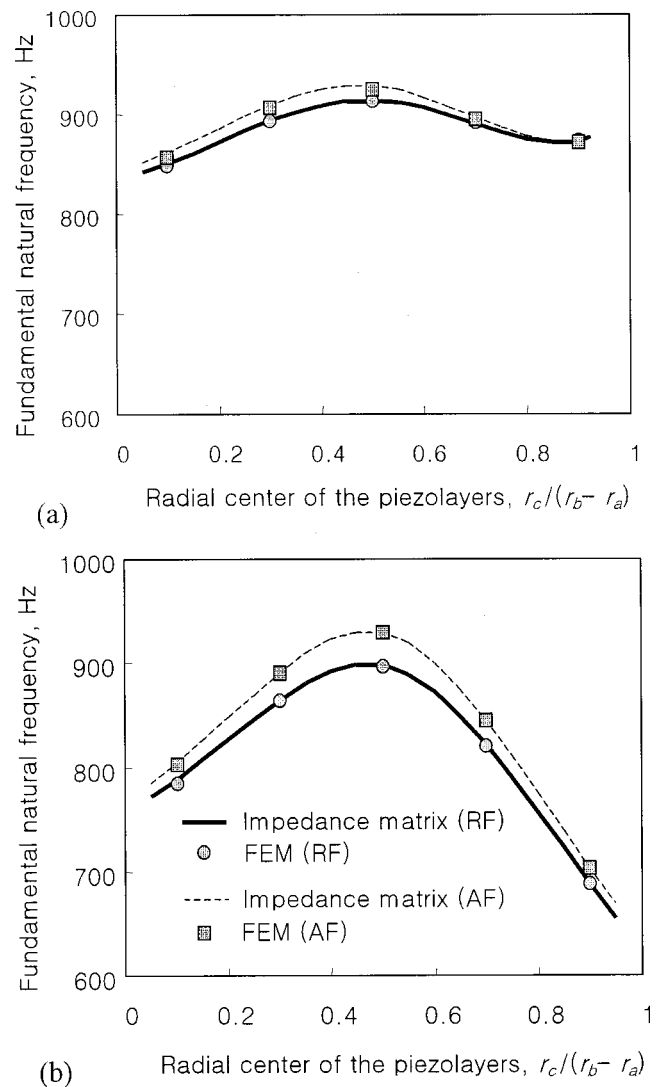 1000
900
800
700
600
Fundamental natural frequency, Hz
0 0.2 0.4 0.6 0.8 1
Radial center of the piezolayers, r_c/(r_b− r_a)
(a)
1000
900
800
700
600
Fundamental natural frequency, Hz
Impedance matrix (RF)
FEM (RF)
Impedance matrix (AF)
FEM (AF)
0 0.2 0.4 0.6 0.8 1
Radial center of the piezolayers, r_c/(r_b− r_a)
(b)